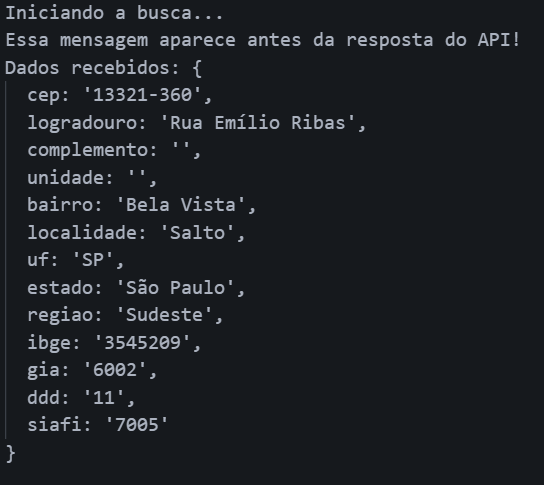 Iniciando a busca...
Essa mensagem aparece antes da resposta do API!
Dados recebidos: {
  cep: '13321-360',
  logradouro: 'Rua Emílio Ribas',
  complemento: '',
  unidade: '',
  bairro: 'Bela Vista',
  localidade: 'Salto',
  uf: 'SP',
  estado: 'São Paulo',
  regiao: 'Sudeste',
  ibge: '3545209',
  gia: '6002',
  ddd: '11',
  siafi: '7005'
}